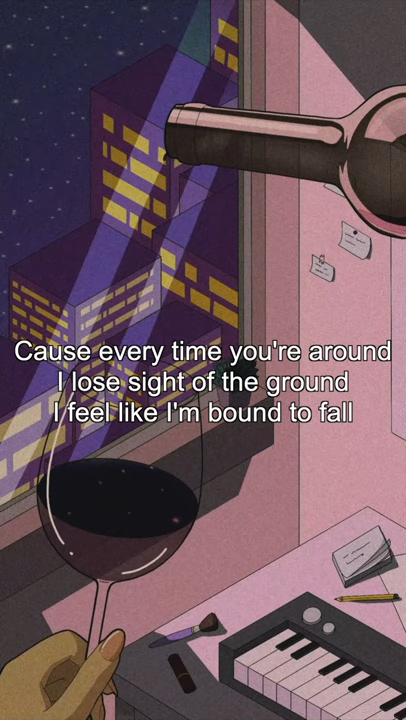 Cause every time you're around
I lose sight of the ground
I feel like I'm bound to fall